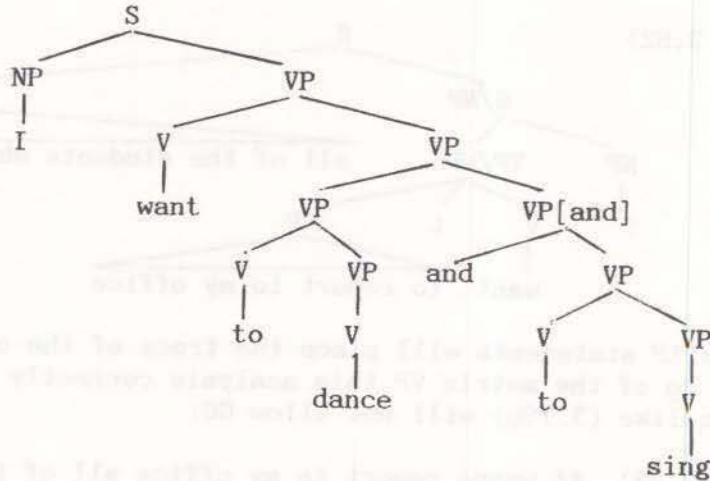 S
NP VP
I V VP
want VP VP[and]
V VP and VP
to V V VP
dance to V
sing